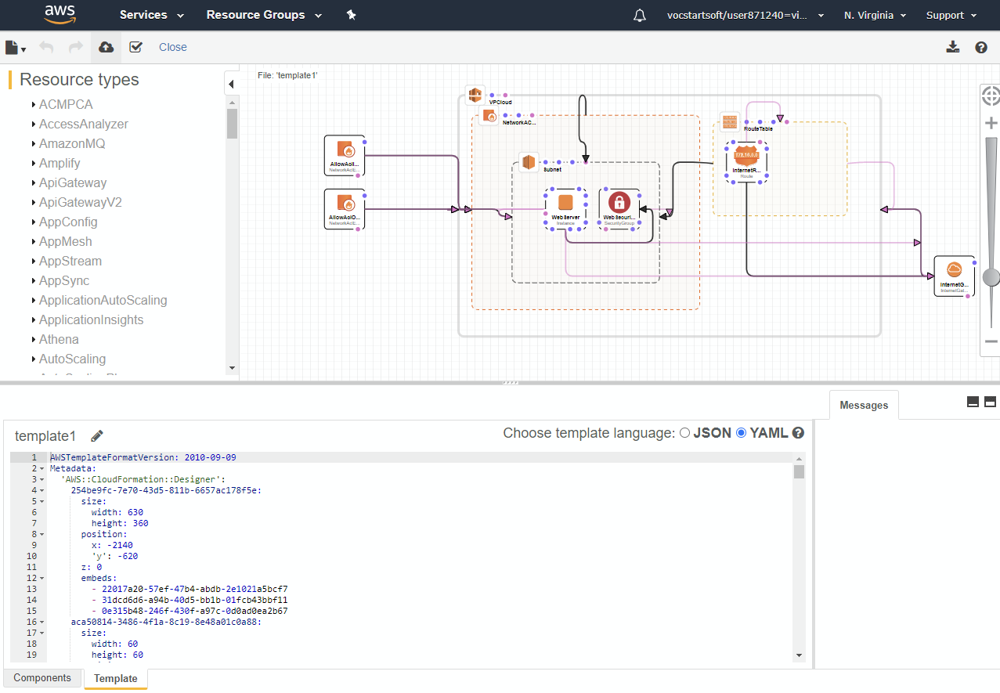 aws Services Resource Groups vocstartsoft/user871240=vi... N. Virginia Support
Close
Resource types
ACMPCA
AccessAnalyzer
AmazonMQ
Amplify
ApiGateway
ApiGatewayV2
AppConfig
AppMesh
AppStream
AppSync
ApplicationAutoScaling
ApplicationInsights
Athena
AutoScaling
File: 'template1'
VPCloud
NetworkAC...
RouteTable
AllowAclI...
NetworkAclE...
Subnet
InternetR...
Route
AllowAclO...
NetworkAclE...
WebServer
Instance
WebSecuri...
SecurityGroup
InternetG...
InternetGat...
Messages
template1
Choose template language: JSON YAML
1 AWSTemplateFormatVersion: 2010-09-09
2 Metadata:
3 'AWS::CloudFormation::Designer':
4 254be9fc-7e70-43d5-811b-6657ac178f5e:
5 size:
6 width: 630
7 height: 360
8 position:
9 x: -2140
10 'y': -620
11 z: 0
12 embeds:
13 - 22017a20-57ef-47b4-abdb-2e1021a5bcf7
14 - 31dcd6d6-a94b-40d5-bb1b-01fcb43bbf11
15 - 0e315b48-246f-430f-a97c-0d0ad0ea2b67
16 aca50814-3486-4f1a-8c19-8e48a01c0a88:
17 size:
18 width: 60
19 height: 60
Components Template